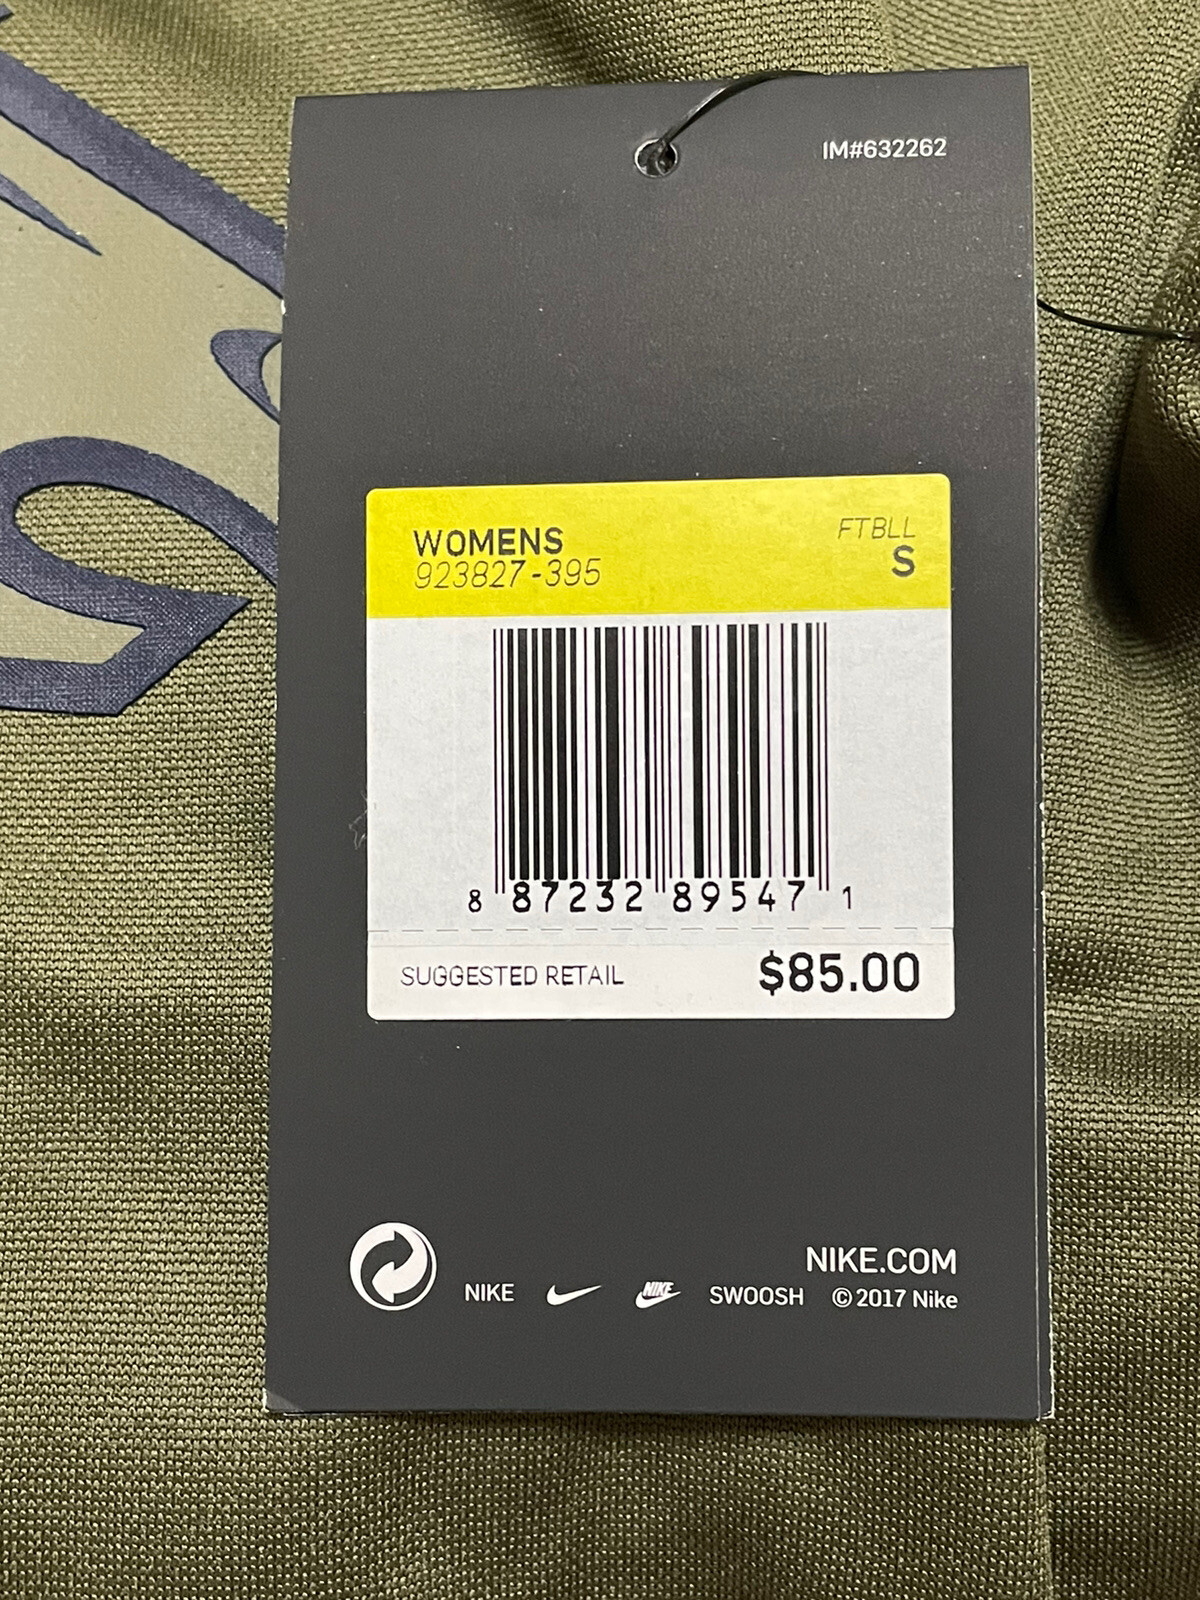 IM#632262
WOMENS
FTBLL
923827-395
S
8 87232 89547 1
SUGGESTED RETAIL $85.00
NIKE.COM
NIKE NIKE SWOOSH © 2017 Nike